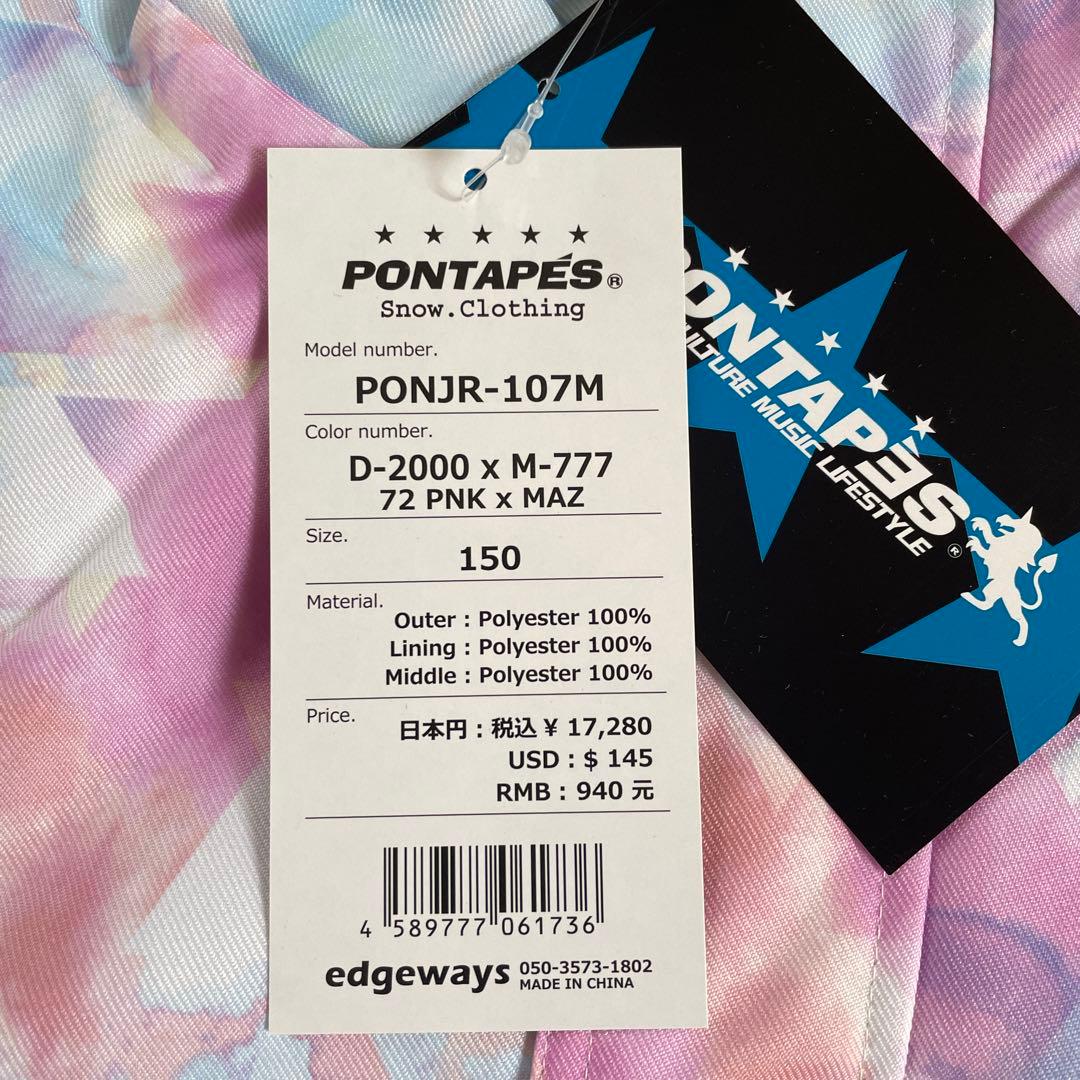 ★ ★ ★ ★ ★
PONTAPÉS®
Snow.Clothing
Model number.
PONJR-107M
Color number.
D-2000 x M-777
72 PNK x MAZ
Size.
150
Material.
Outer : Polyester 100%
Lining : Polyester 100%
Middle : Polyester 100%
Price.
日本円 : 税込 ¥ 17,280
USD : $ 145
RMB : 940 元
4 589777 061736
edgeways 050-3573-1802
MADE IN CHINA
PONTAPÉS®
CULTURE MUSIC LIFESTYLE